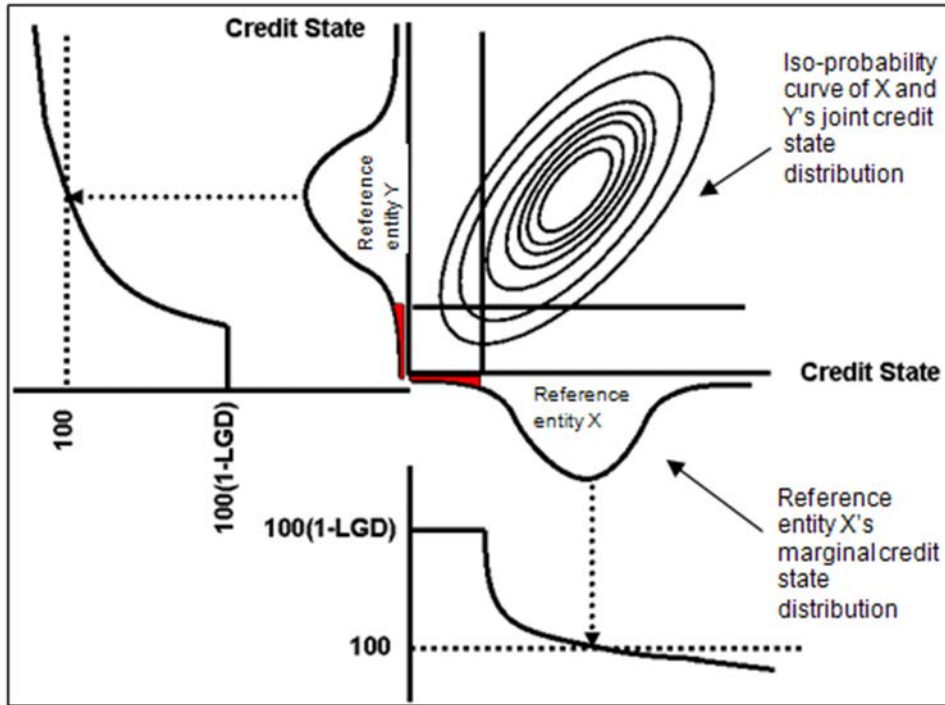 Credit State
Iso-probability
curve of X and
Y's joint credit
state
distribution
Reference
entity Y
Credit State
Reference
entity X
100
100(1-LGD)
100(1-LGD)
100
Reference
entity X's
marginal credit
state
distribution